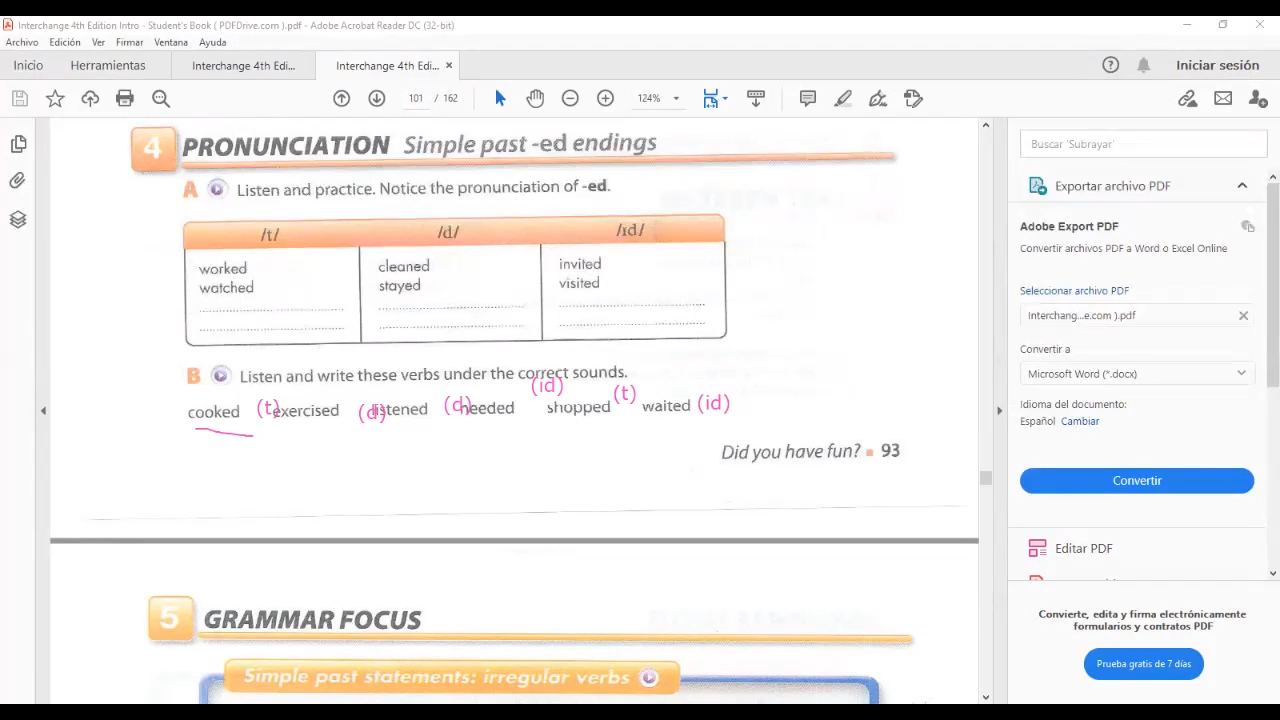 Interchange 4th Edition Intro - Student's Book ( PDFDrive.com ).pdf - Adobe Acrobat Reader DC (32-bit)
Archivo Edición Ver Firmar Ventana Ayuda
Inicio Herramientas Interchange 4th Edi... Interchange 4th Edi... × Iniciar sesión
101 / 162 124%
4 PRONUNCIATION Simple past -ed endings
A Listen and practice. Notice the pronunciation of -ed.
/t/ /d/ /ɪd/
worked cleaned invited
watched stayed visited
B Listen and write these verbs under the correct sounds.
cooked (t) exercised (d) listened (d) needed (id) shopped (t) waited (id)
Did you have fun? ▪ 93
5 GRAMMAR FOCUS
Simple past statements: irregular verbs
Buscar 'Subrayar'
Exportar archivo PDF
Adobe Export PDF
Convertir archivos PDF a Word o Excel Online
Seleccionar archivo PDF
Interchang...e.com ).pdf ×
Convertir a
Microsoft Word (*.docx)
Idioma del documento:
Español Cambiar
Convertir
Editar PDF
Convierte, edita y firma electrónicamente
formularios y contratos PDF
Prueba gratis de 7 días